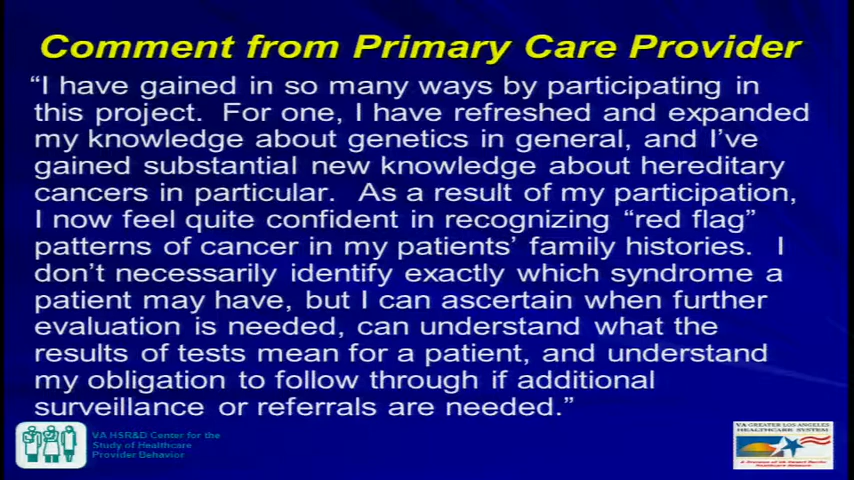 Comment from Primary Care Provider
“I have gained in so many ways by participating in
this project.  For one, I have refreshed and expanded
my knowledge about genetics in general, and I’ve
gained substantial new knowledge about hereditary
cancers in particular.  As a result of my participation,
I now feel quite confident in recognizing “red flag”
patterns of cancer in my patients’ family histories.  I
don’t necessarily identify exactly which syndrome a
patient may have, but I can ascertain when further
evaluation is needed, can understand what the
results of tests mean for a patient, and understand
my obligation to follow through if additional
surveillance or referrals are needed.”
VA HSR&D Center for the
Study of Healthcare
Provider Behavior
VA GREATER LOS ANGELES
HEALTHCARE SYSTEM